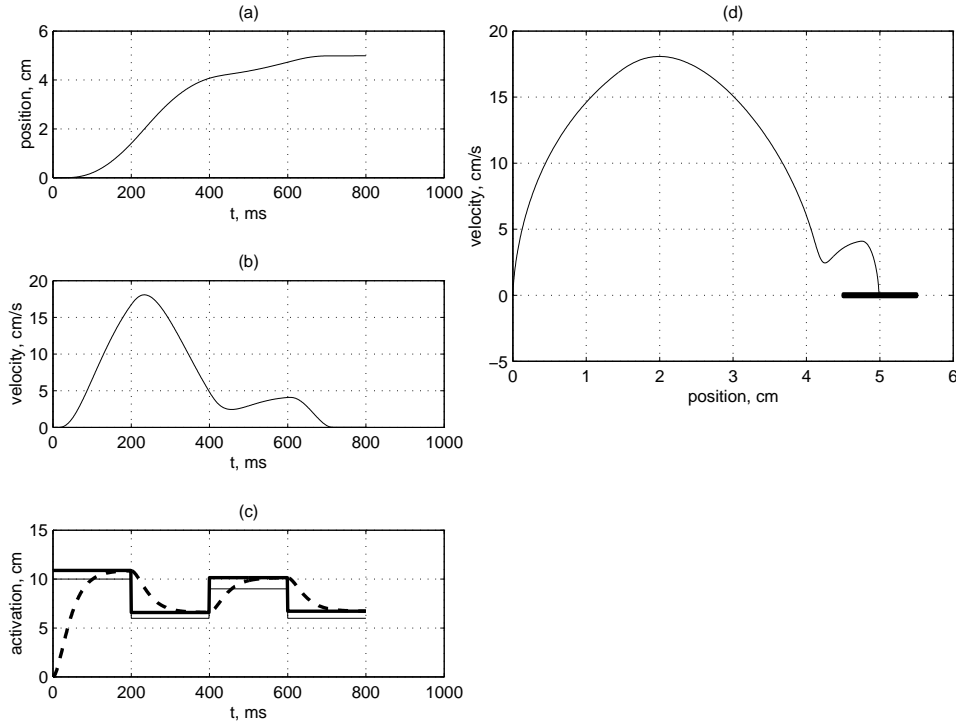 (a)
6
4
2
0
position, cm
0 200 400 600 800 1000
t, ms
(b)
20
15
10
5
0
velocity, cm/s
0 200 400 600 800 1000
t, ms
(c)
15
10
5
0
activation, cm
0 200 400 600 800 1000
t, ms
(d)
20
15
10
5
0
−5
velocity, cm/s
0 1 2 3 4 5 6
position, cm